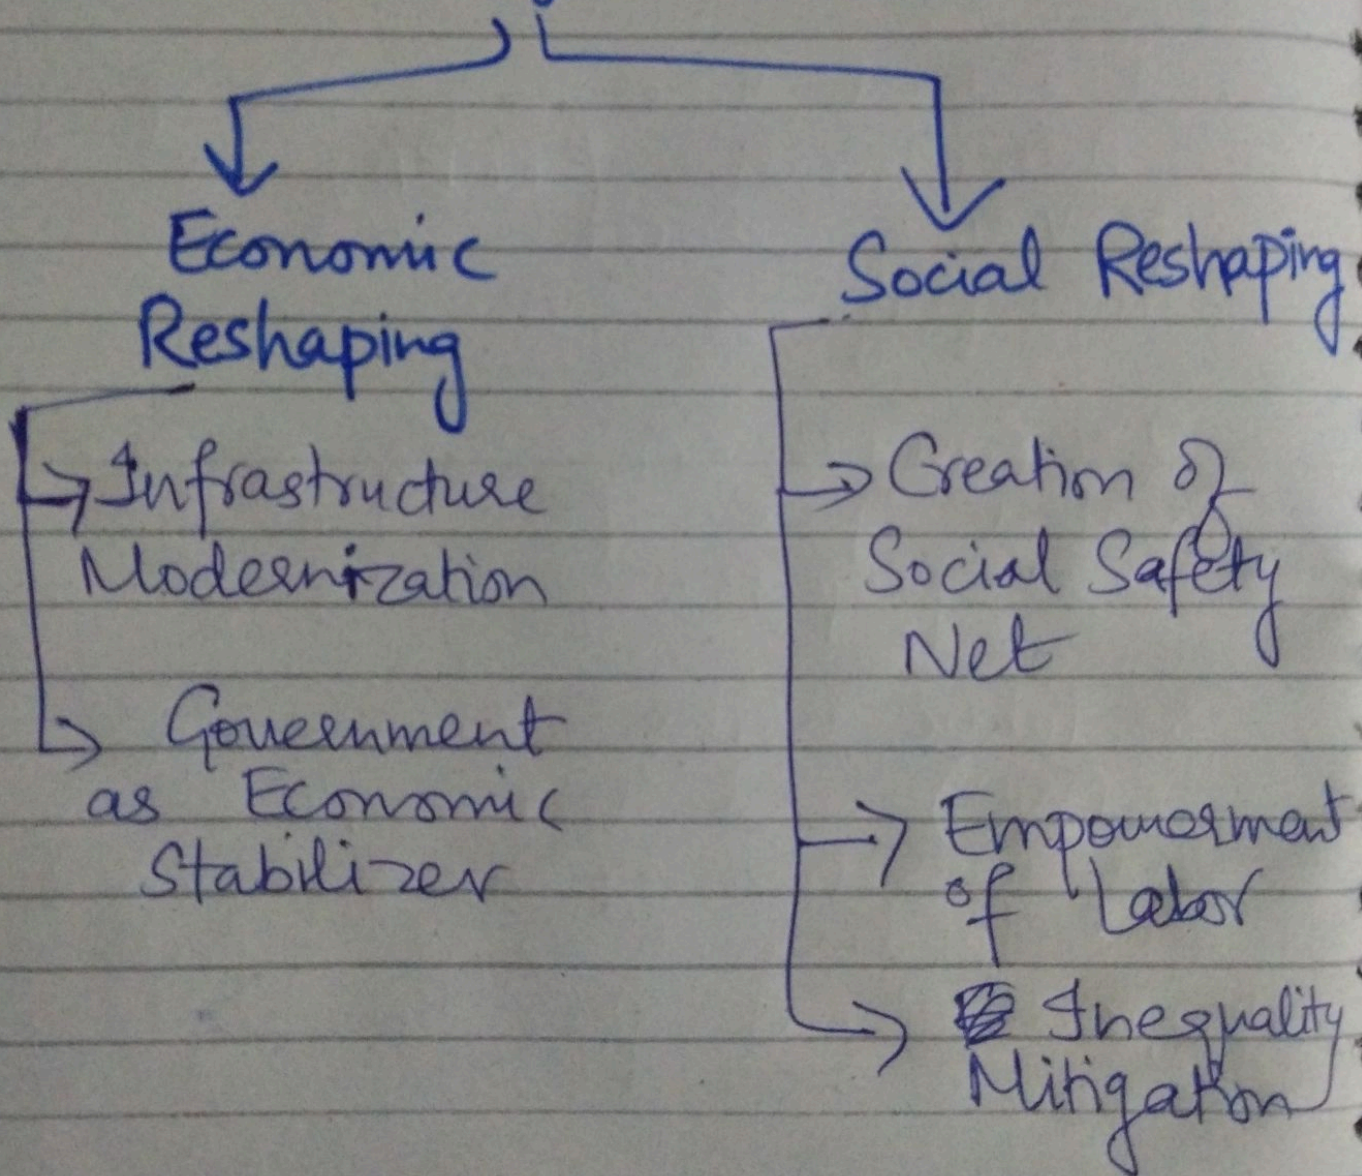 Economic
Reshaping
Infrastructure
Modernization
Government
as Economic
Stabilizer
Social Reshaping
Creation of
Social Safety
Net
Empowerment
of Labor
Inequality
Mitigation